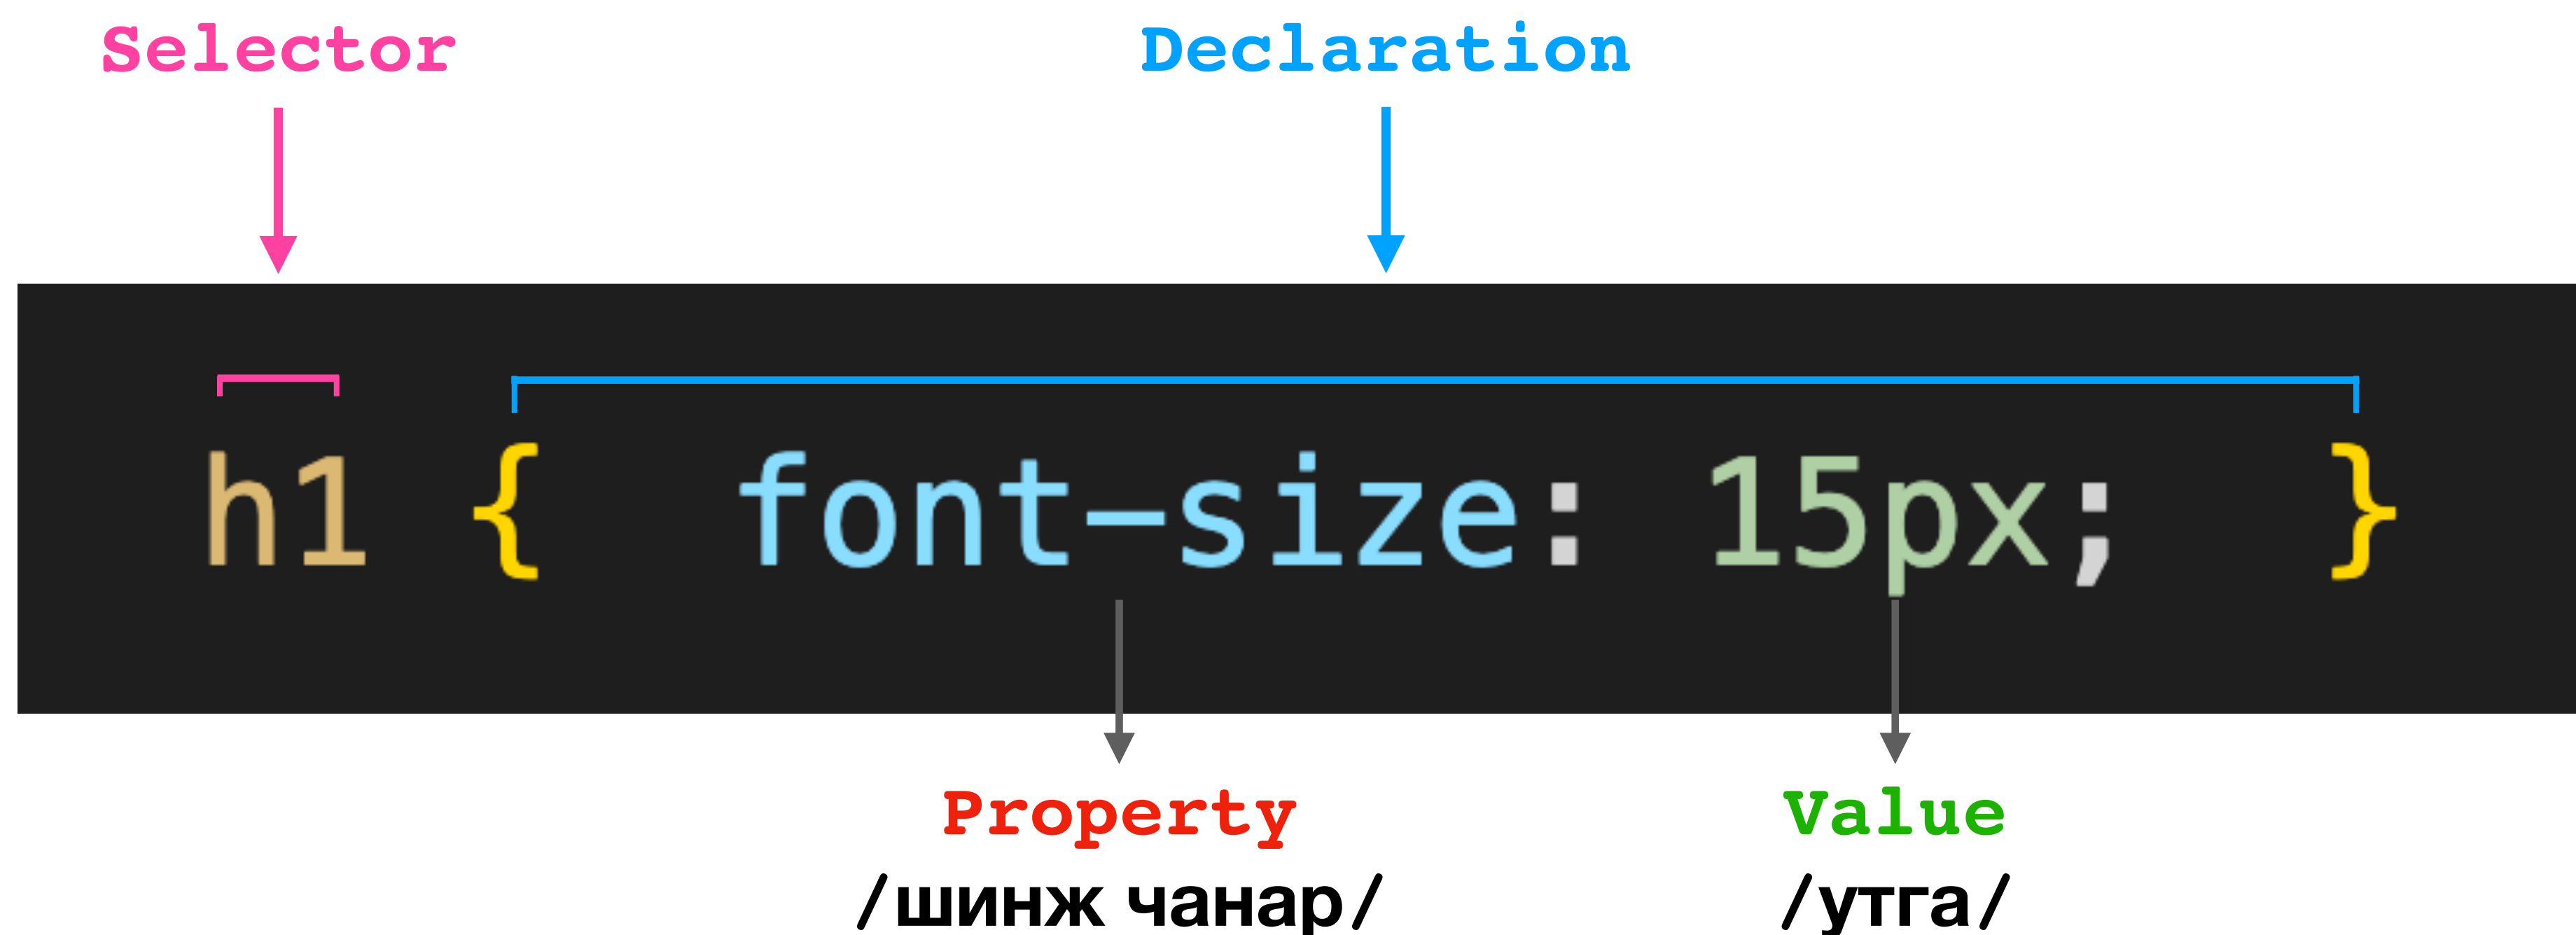 Selector Declaration
h1 { font-size: 15px; }
Property Value
/шинж чанар/ /утга/